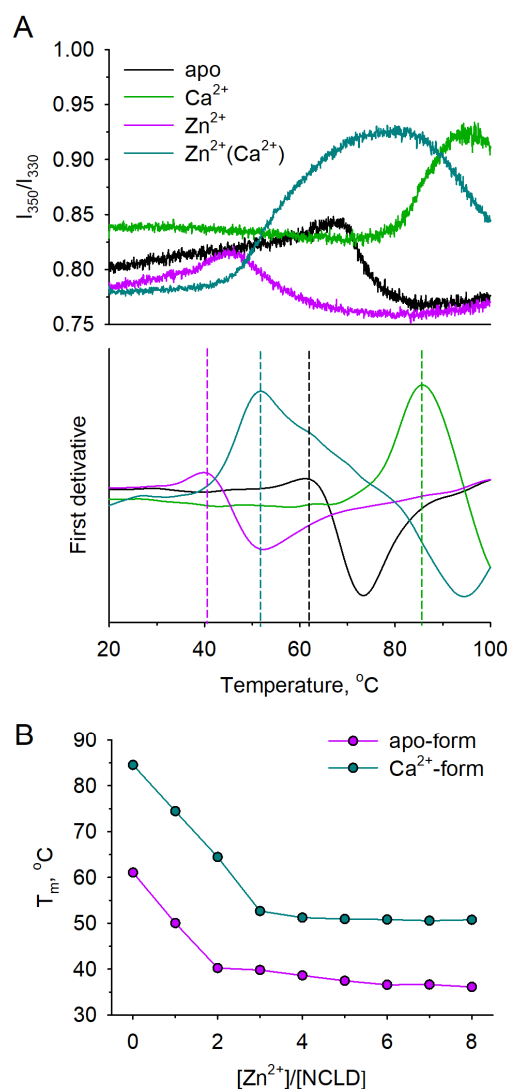 A
1.00
0.95
0.90
0.85
0.80
0.75
I350/I330
apo
Ca2+
Zn2+
Zn2+(Ca2+)
First detivative
20 40 60 80 100
Temperature, oC
B
90
80
70
60
50
40
30
Tm, oC
apo-form
Ca2+-form
0 2 4 6 8
[Zn2+]/[NCLD]